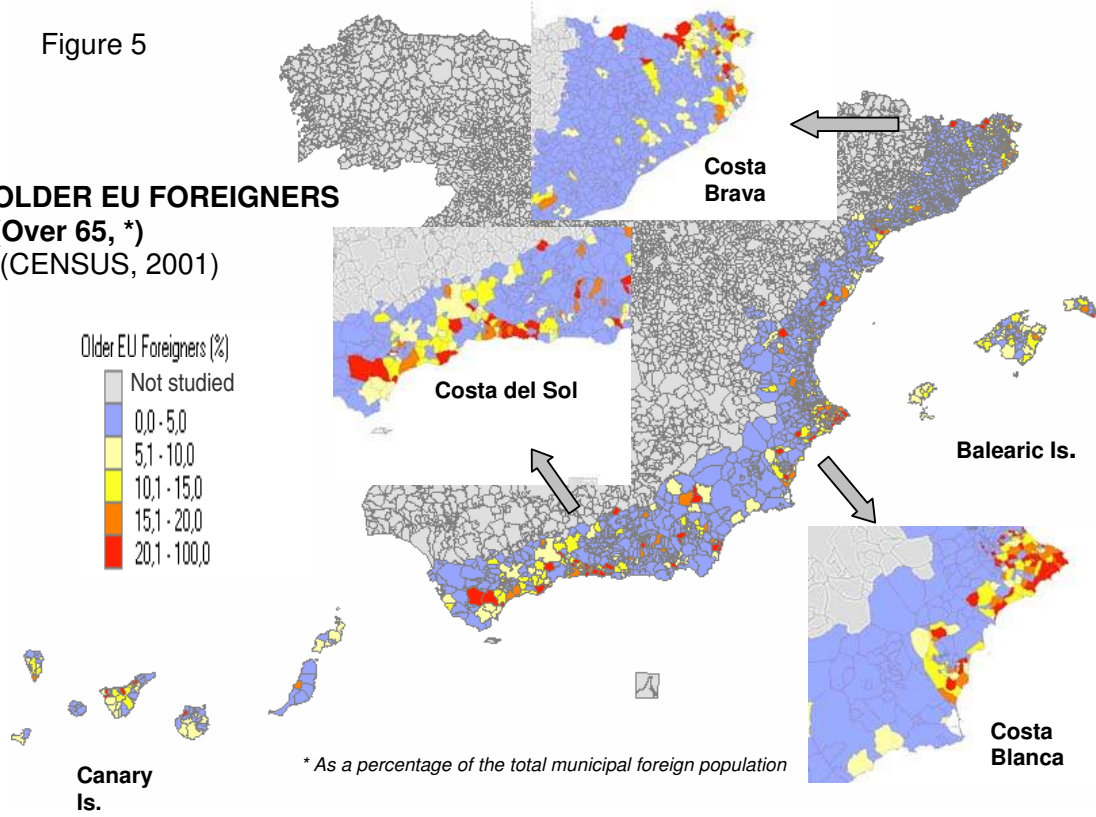 Figure 5
OLDER EU FOREIGNERS
(Over 65, *)
(CENSUS, 2001)
Older EU Foreigners (%)
Not studied
0,0 - 5,0
5,1 - 10,0
10,1 - 15,0
15,1 - 20,0
20,1 - 100,0
Costa
Brava
Costa del Sol
Balearic Is.
Costa
Blanca
Canary
Is.
* As a percentage of the total municipal foreign population